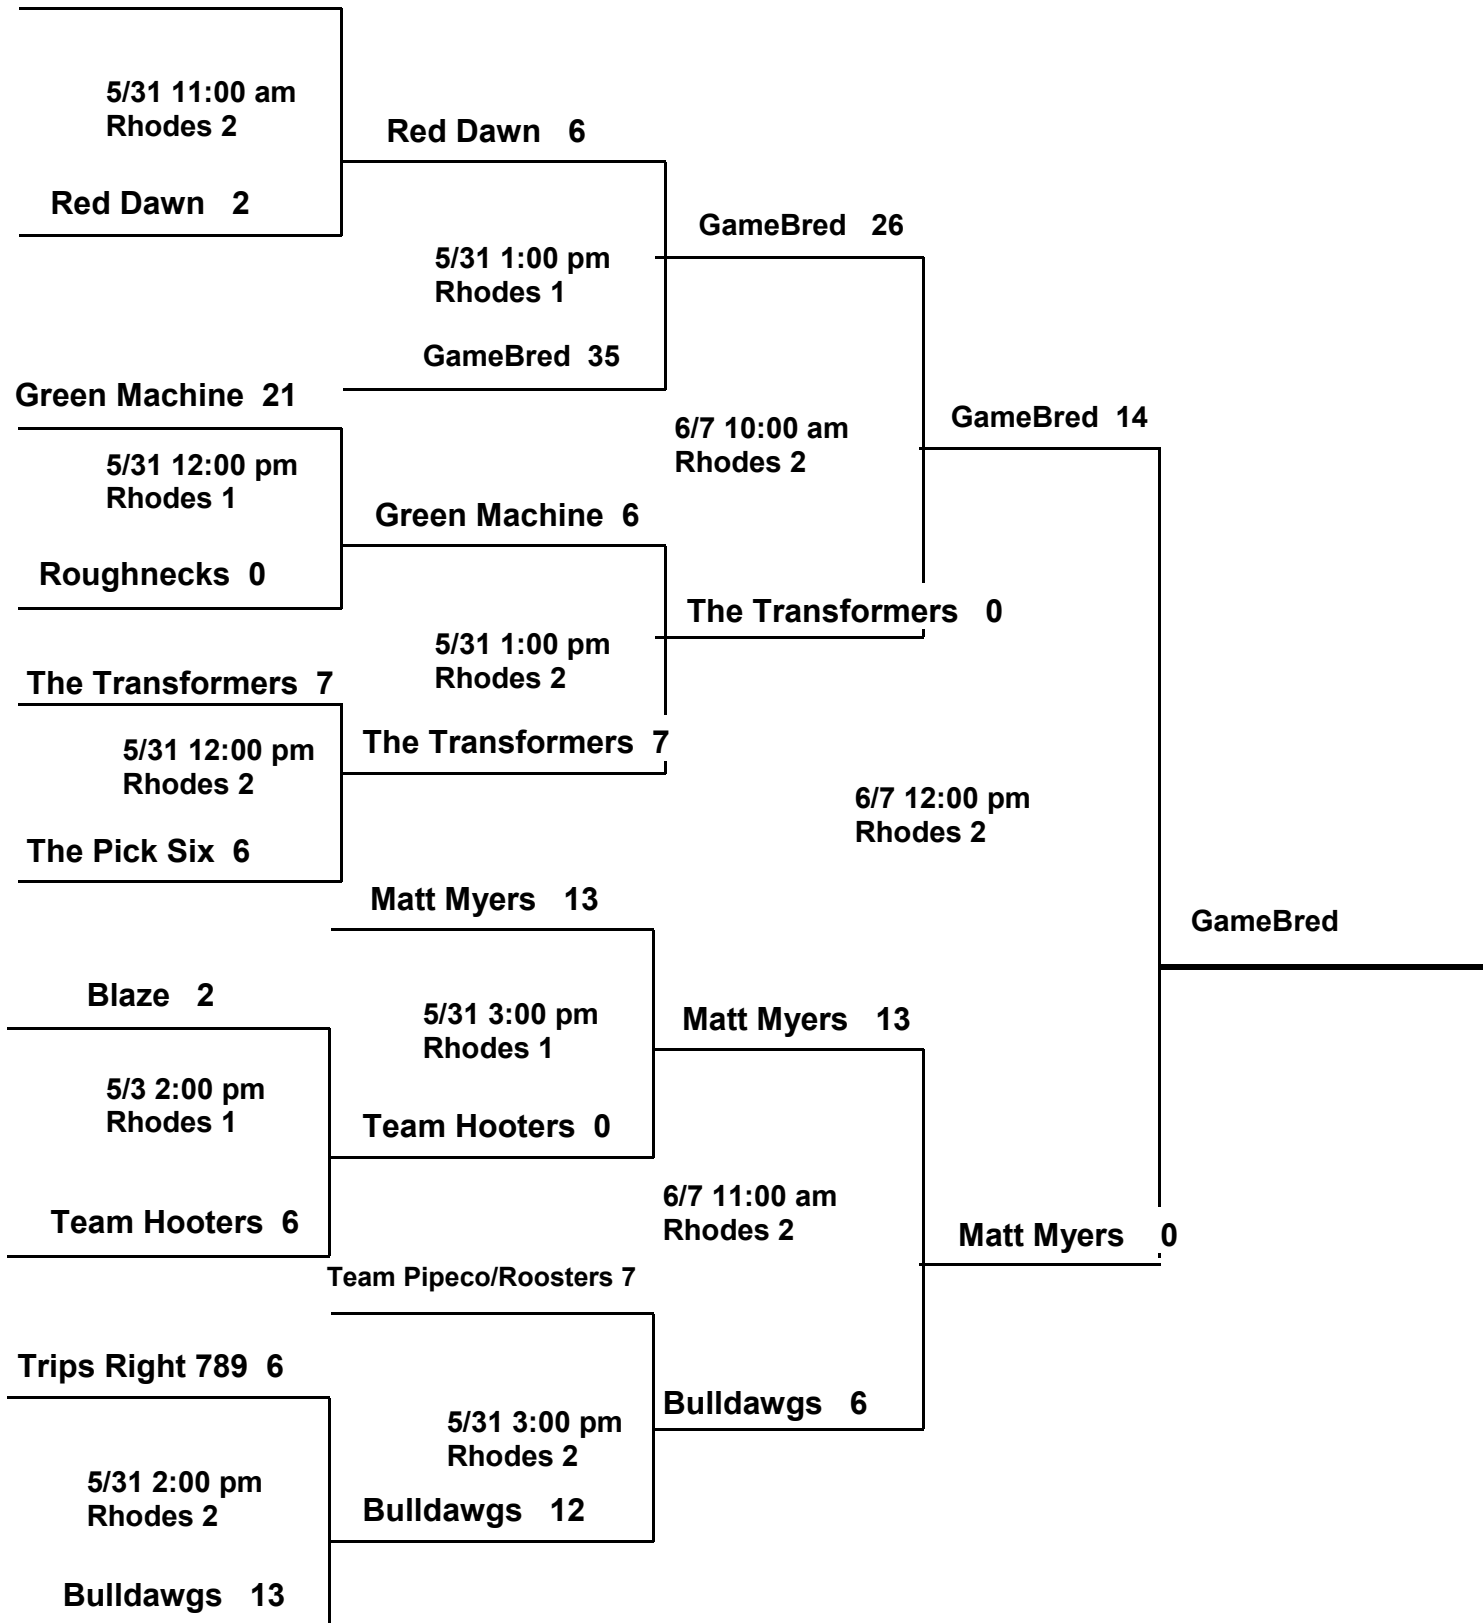 5/31 11:00 am
Rhodes 2
Red Dawn 6
Red Dawn 2
GameBred 26
5/31 1:00 pm
Rhodes 1
GameBred 35
Green Machine 21
GameBred 14
6/7 10:00 am
Rhodes 2
5/31 12:00 pm
Rhodes 1
Green Machine 6
Roughnecks 0
The Transformers 0
5/31 1:00 pm
Rhodes 2
The Transformers 7
The Transformers 7
5/31 12:00 pm
Rhodes 2
6/7 12:00 pm
Rhodes 2
The Pick Six 6
Matt Myers 13
GameBred
Blaze 2
5/31 3:00 pm
Rhodes 1
Matt Myers 13
5/3 2:00 pm
Rhodes 1
Team Hooters 0
6/7 11:00 am
Rhodes 2
Team Hooters 6
Matt Myers 0
Team Pipeco/Roosters 7
Trips Right 789 6
Bulldawgs 6
5/31 3:00 pm
Rhodes 2
5/31 2:00 pm
Rhodes 2
Bulldawgs 12
Bulldawgs 13